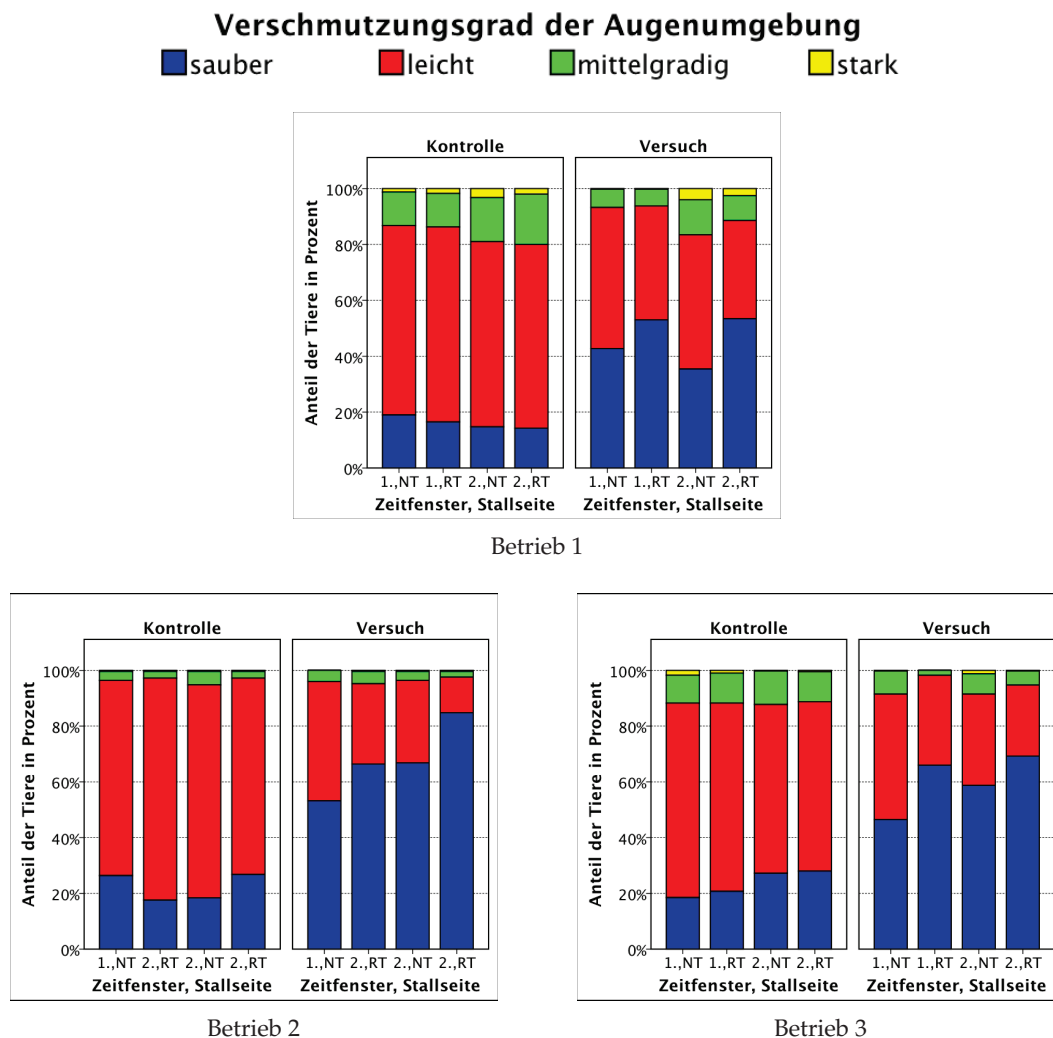 Verschmutzungsgrad der Augenumgebung
sauber leicht mittelgradig stark
Kontrolle Versuch
Anteil der Tiere in Prozent
100%
80%
60%
40%
20%
0%
1.,NT 1.,RT 2.,NT 2.,RT 1.,NT 1.,RT 2.,NT 2.,RT
Zeitfenster, Stallseite Zeitfenster, Stallseite
Betrieb 1
Kontrolle Versuch
Anteil der Tiere in Prozent
100%
80%
60%
40%
20%
0%
1.,NT 2.,RT 2.,NT 2.,RT 1.,NT 2.,RT 2.,NT 2.,RT
Zeitfenster, Stallseite Zeitfenster, Stallseite
Betrieb 2
Kontrolle Versuch
Anteil der Tiere in Prozent
100%
80%
60%
40%
20%
0%
1.,NT 1.,RT 2.,NT 2.,RT 1.,NT 1.,RT 2.,NT 2.,RT
Zeitfenster, Stallseite Zeitfenster, Stallseite
Betrieb 3